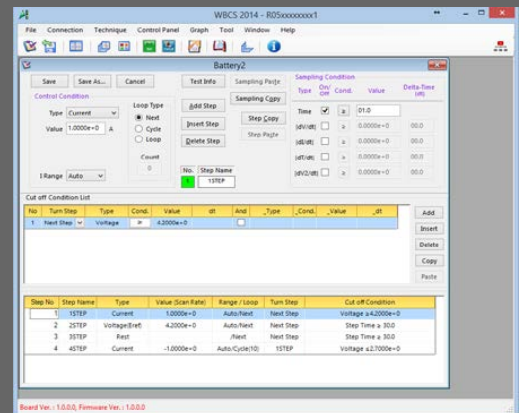 WBCS 2014 - R05xxxxxxxx1
File Connection Technique Control Panel Graph Tool Window Help
Battery2
Save Save As... Cancel Test Info Sampling Paste Sampling Condition
Type On/Off Cond. Value Delta-Time (dt)
Control Condition
Loop Type Add Step Sampling Copy
Type Current Next Time ≥ 01.0
Value 1.0000e+0 A Cycle Insert Step Step Copy |dV/dt| ≥ 0.0000e+0 00.0
Loop Delete Step Step Paste |dI/dt| ≥ 0.0000e+0 00.0
Count |dT/dt| ≥ 0.0000e+0 00.0
I Range Auto 0 No. Step Name |dV2/dt| ≥ 0.0000e+0 00.0
1 1STEP
Cut off Condition List
No Turn Step Type Cond. Value dt And _Type _Cond. _Value _dt Add
1 Next Step Voltage ≥ 4.2000e+0 Insert
Delete
Copy
Paste
Step No Step Name Type Value (Scan Rate) Range / Loop Turn Step Cut off Condition
1 1STEP Current 1.0000e+0 Auto/Next Next Step Voltage ≥4.2000e+0
2 2STEP Voltage(Eref) 4.2000e+0 Auto/Next Next Step Step Time ≥ 30.0
3 3STEP Rest /Next Next Step Step Time ≥ 30.0
4 4STEP Current -1.0000e+0 Auto/Cycle(10) 1STEP Voltage ≤2.7000e+0
Board Ver. : 1.0.0.0, Firmware Ver. : 1.0.0.0